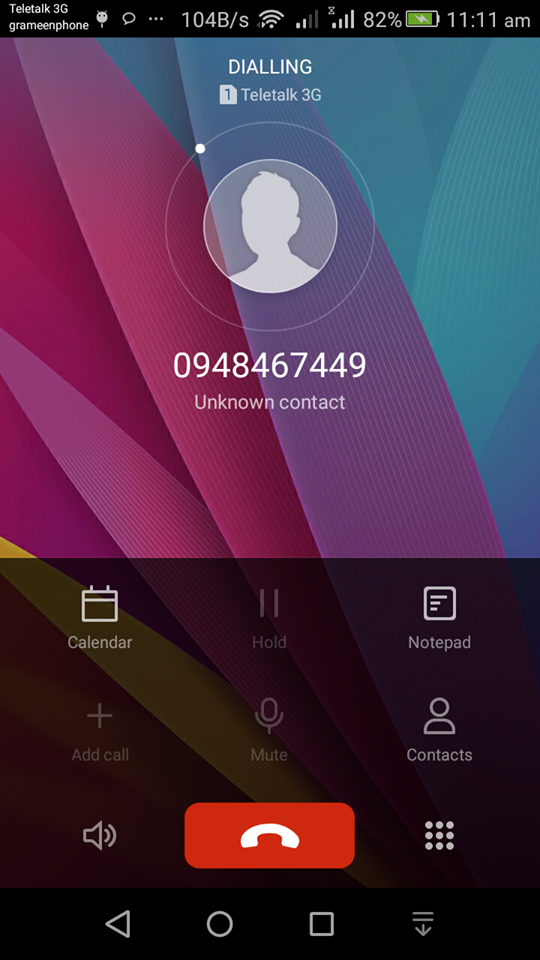 Teletalk 3G
grameenphone
104B/s
82%
11:11 am
DIALLING
1 Teletalk 3G
0948467449
Unknown contact
Calendar
Hold
Notepad
Add call
Mute
Contacts